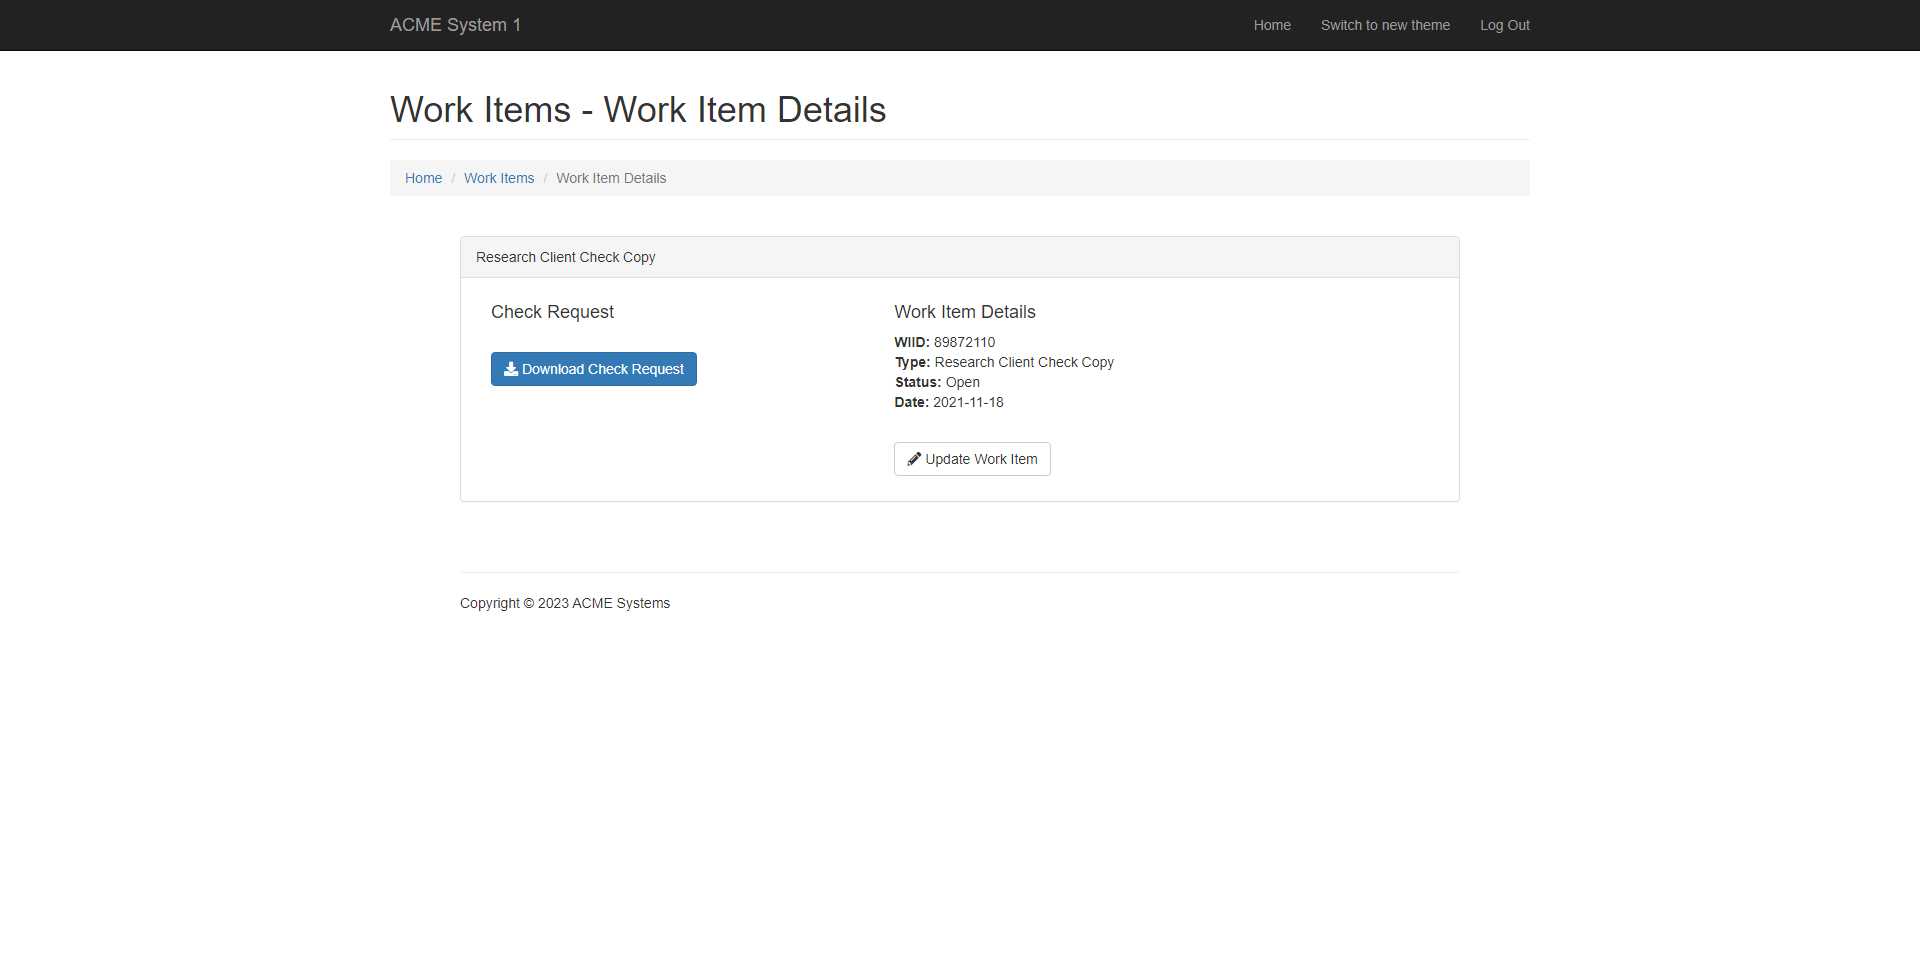 ACME System 1
Home
Switch to new theme
Log Out
Work Items - Work Item Details
Home / Work Items / Work Item Details
Research Client Check Copy
Check Request
Download Check Request
Work Item Details
WIID: 89872110
Type: Research Client Check Copy
Status: Open
Date: 2021-11-18
Update Work Item
Copyright © 2023 ACME Systems